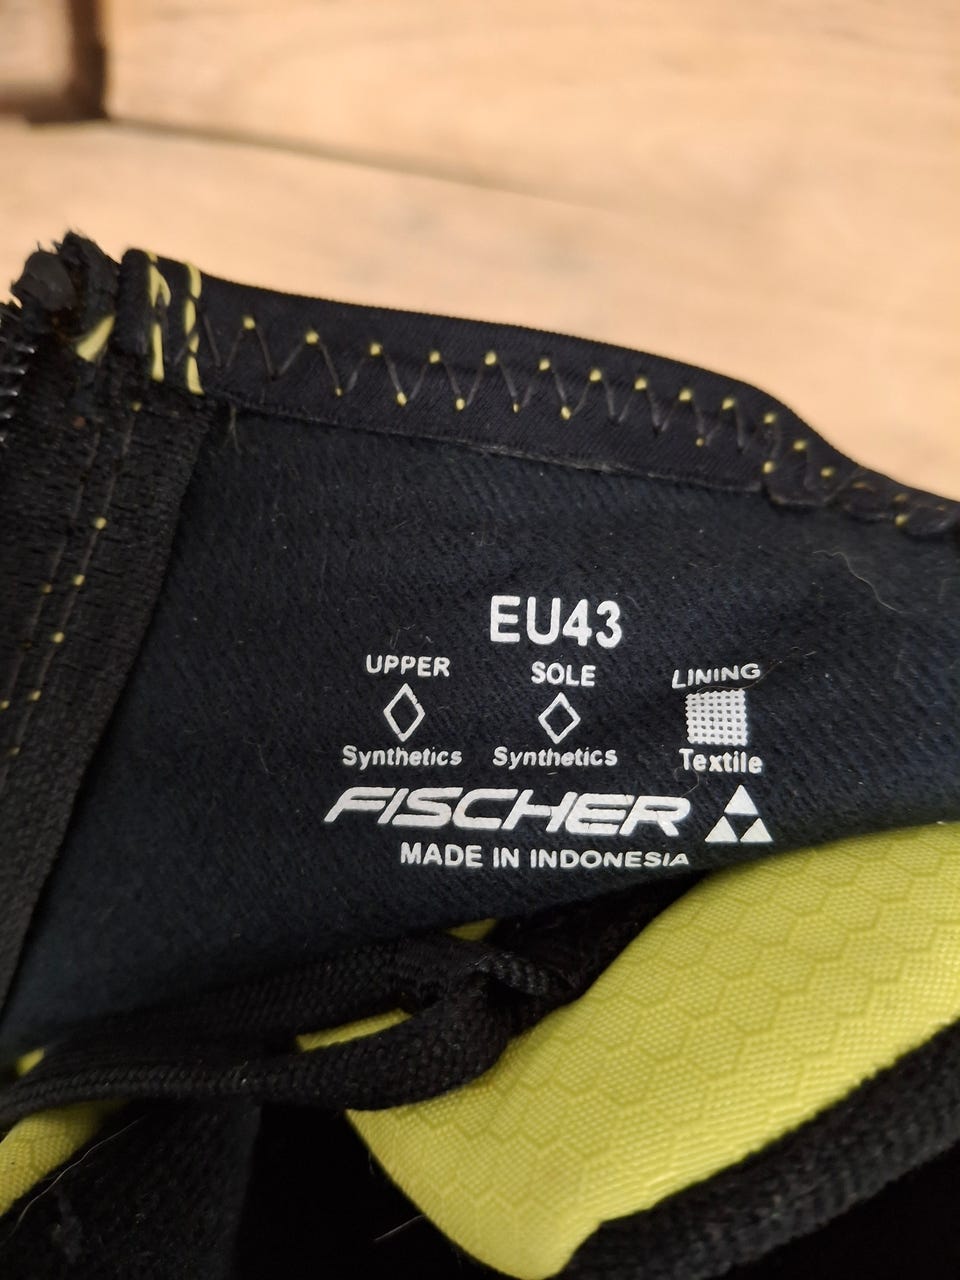 EU43
UPPER SOLE LINING
Synthetics Synthetics Textile
FISCHER
MADE IN INDONESIA